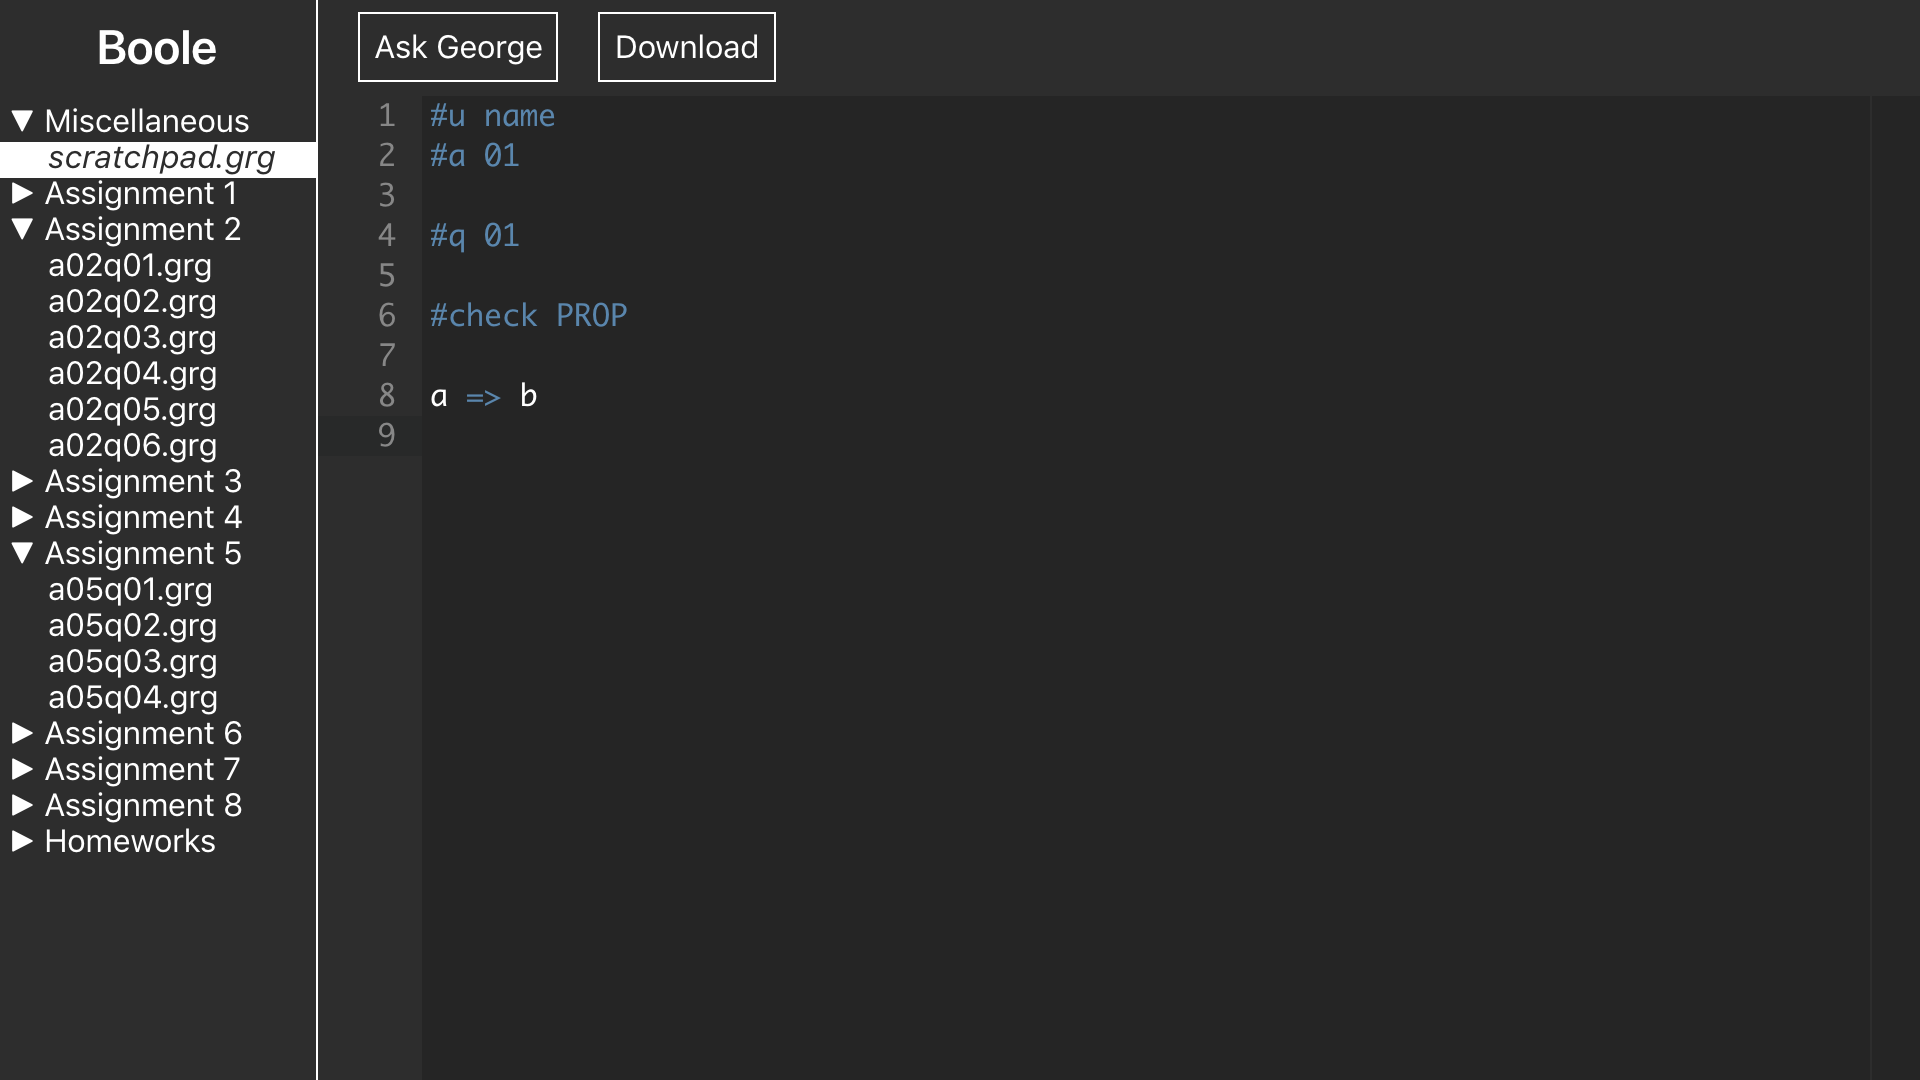 Boole
▼ Miscellaneous
scratchpad.grg
▶ Assignment 1
▼ Assignment 2
a02q01.grg
a02q02.grg
a02q03.grg
a02q04.grg
a02q05.grg
a02q06.grg
▶ Assignment 3
▶ Assignment 4
▼ Assignment 5
a05q01.grg
a05q02.grg
a05q03.grg
a05q04.grg
▶ Assignment 6
▶ Assignment 7
▶ Assignment 8
▶ Homeworks
Ask George Download
1 #u name
2 #a 01
3
4 #q 01
5
6 #check PROP
7
8 a => b
9